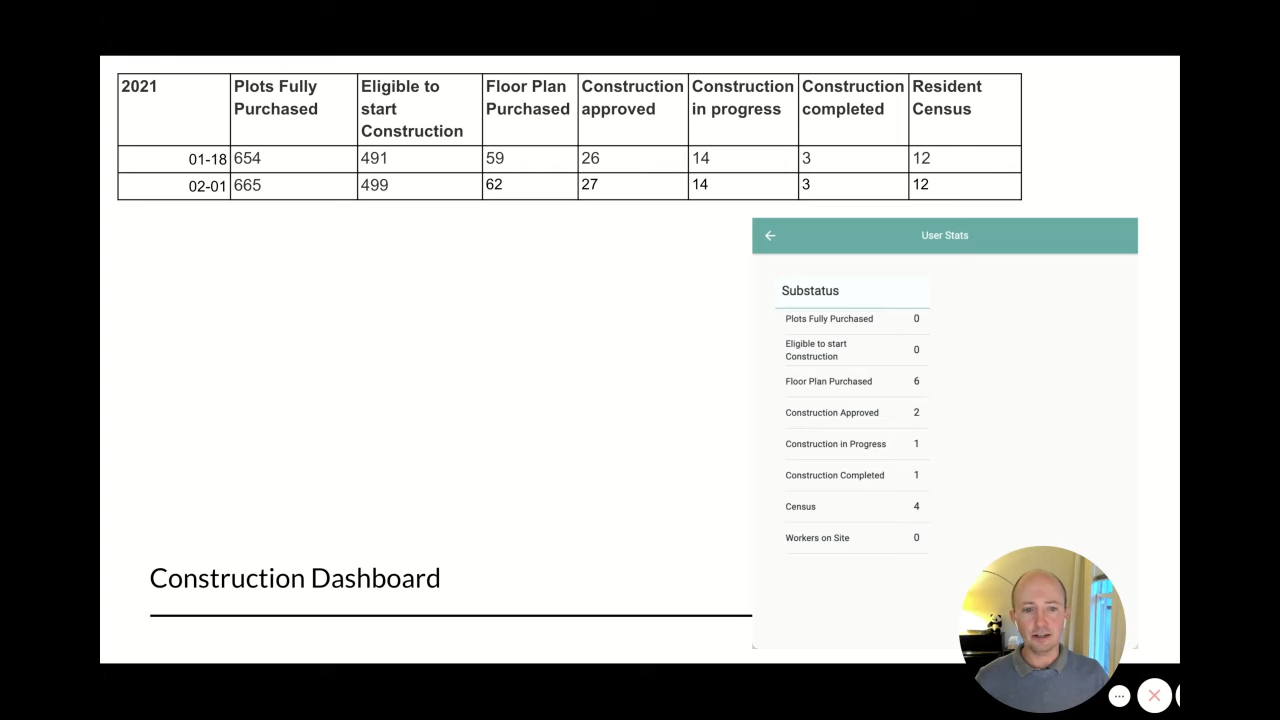 2021 Plots Fully Purchased Eligible to start Construction Floor Plan Purchased Construction approved Construction in progress Construction completed Resident Census
01-18 654 491 59 26 14 3 12
02-01 665 499 62 27 14 3 12
User Stats
Substatus
Plots Fully Purchased 0
Eligible to start
Construction 0
Floor Plan Purchased 6
Construction Approved 2
Construction in Progress 1
Construction Completed 1
Census 4
Workers on Site 0
Construction Dashboard